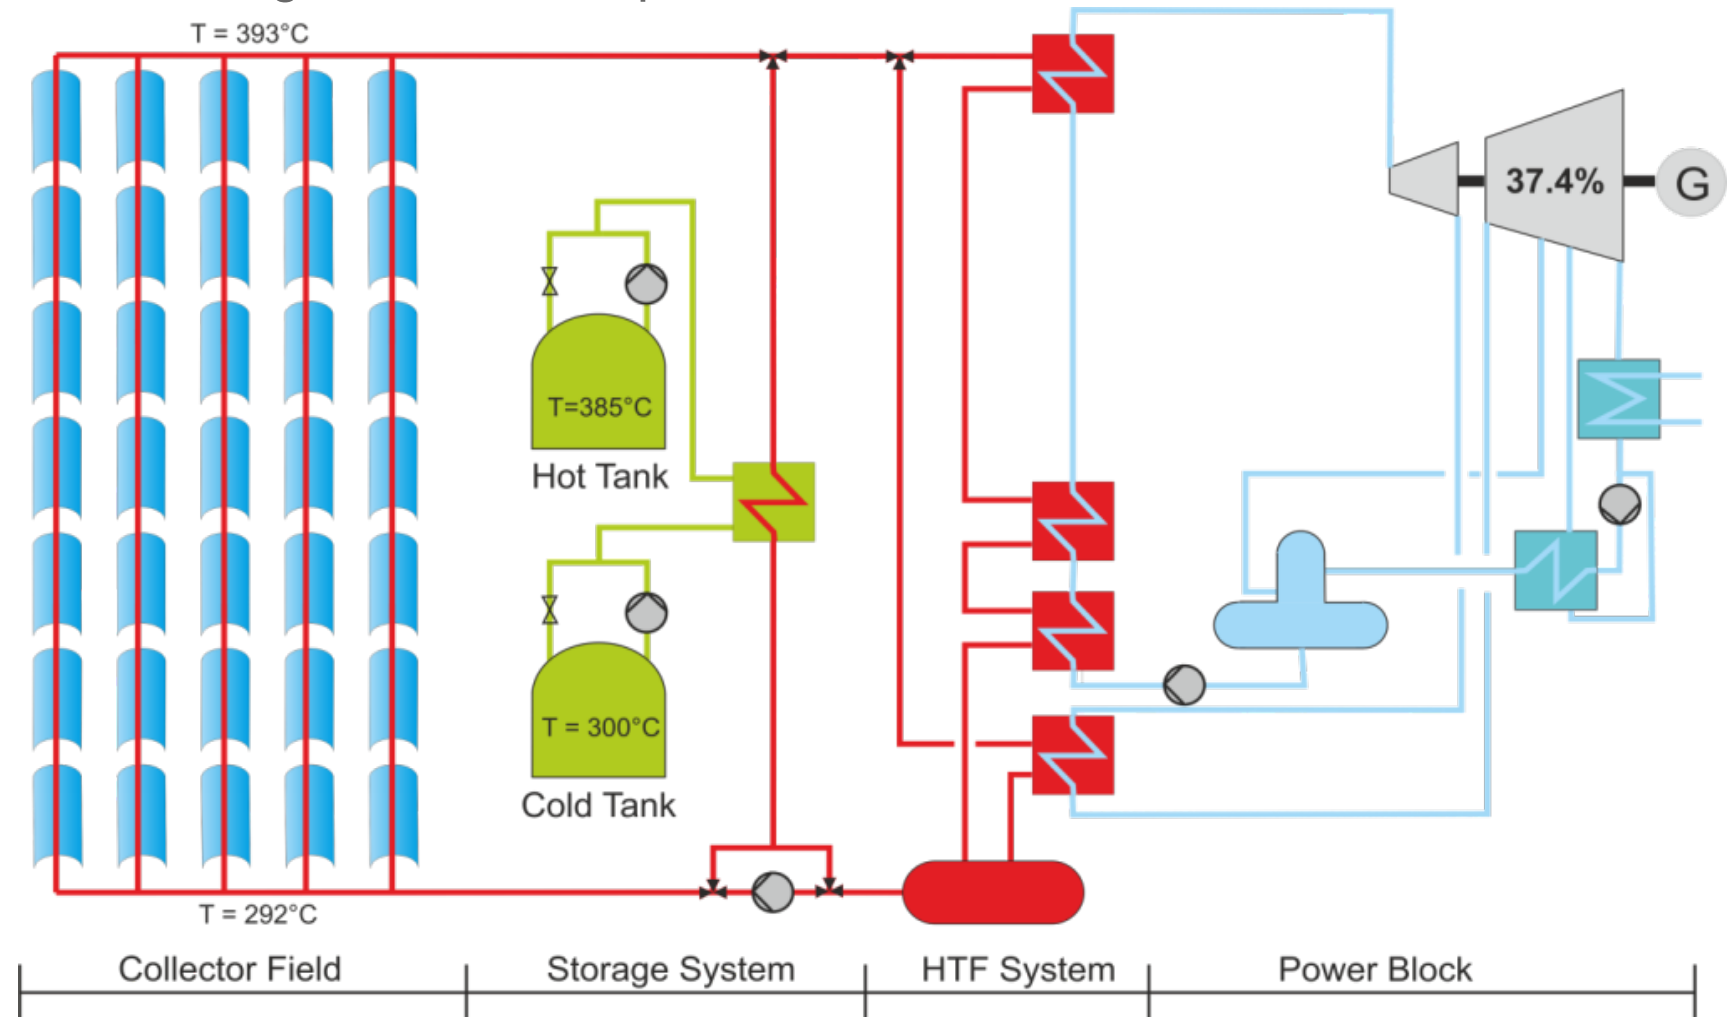 T = 393°C
37.4%
G
T=385°C
Hot Tank
T = 300°C
Cold Tank
T = 292°C
Collector Field
Storage System
HTF System
Power Block